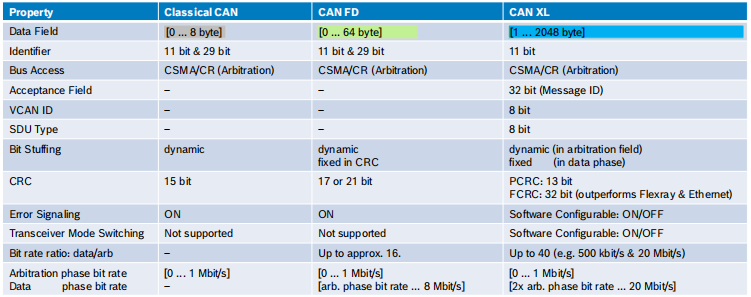 Property Classical CAN CAN FD CAN XL
Data Field [0 ... 8 byte] [0 ... 64 byte] [1 ... 2048 byte]
Identifier 11 bit & 29 bit 11 bit & 29 bit 11 bit
Bus Access CSMA/CR (Arbitration) CSMA/CR (Arbitration) CSMA/CR (Arbitration)
Acceptance Field – – 32 bit (Message ID)
VCAN ID – – 8 bit
SDU Type – – 8 bit
Bit Stuffing dynamic dynamic dynamic (in arbitration field)
fixed in CRC fixed (in data phase)
CRC 15 bit 17 or 21 bit PCRC: 13 bit
FCRC: 32 bit (outperforms Flexray & Ethernet)
Error Signaling ON ON Software Configurable: ON/OFF
Transceiver Mode Switching Not supported Not supported Software Configurable: ON/OFF
Bit rate ratio: data/arb – Up to approx. 16. Up to 40 (e.g. 500 kbit/s & 20 Mbit/s)
Arbitration phase bit rate [0 ... 1 Mbit/s] [0 ... 1 Mbit/s] [0 ... 1 Mbit/s]
Data phase bit rate – [arb. phase bit rate ... 8 Mbit/s] [2x arb. phase bit rate ... 20 Mbit/s]